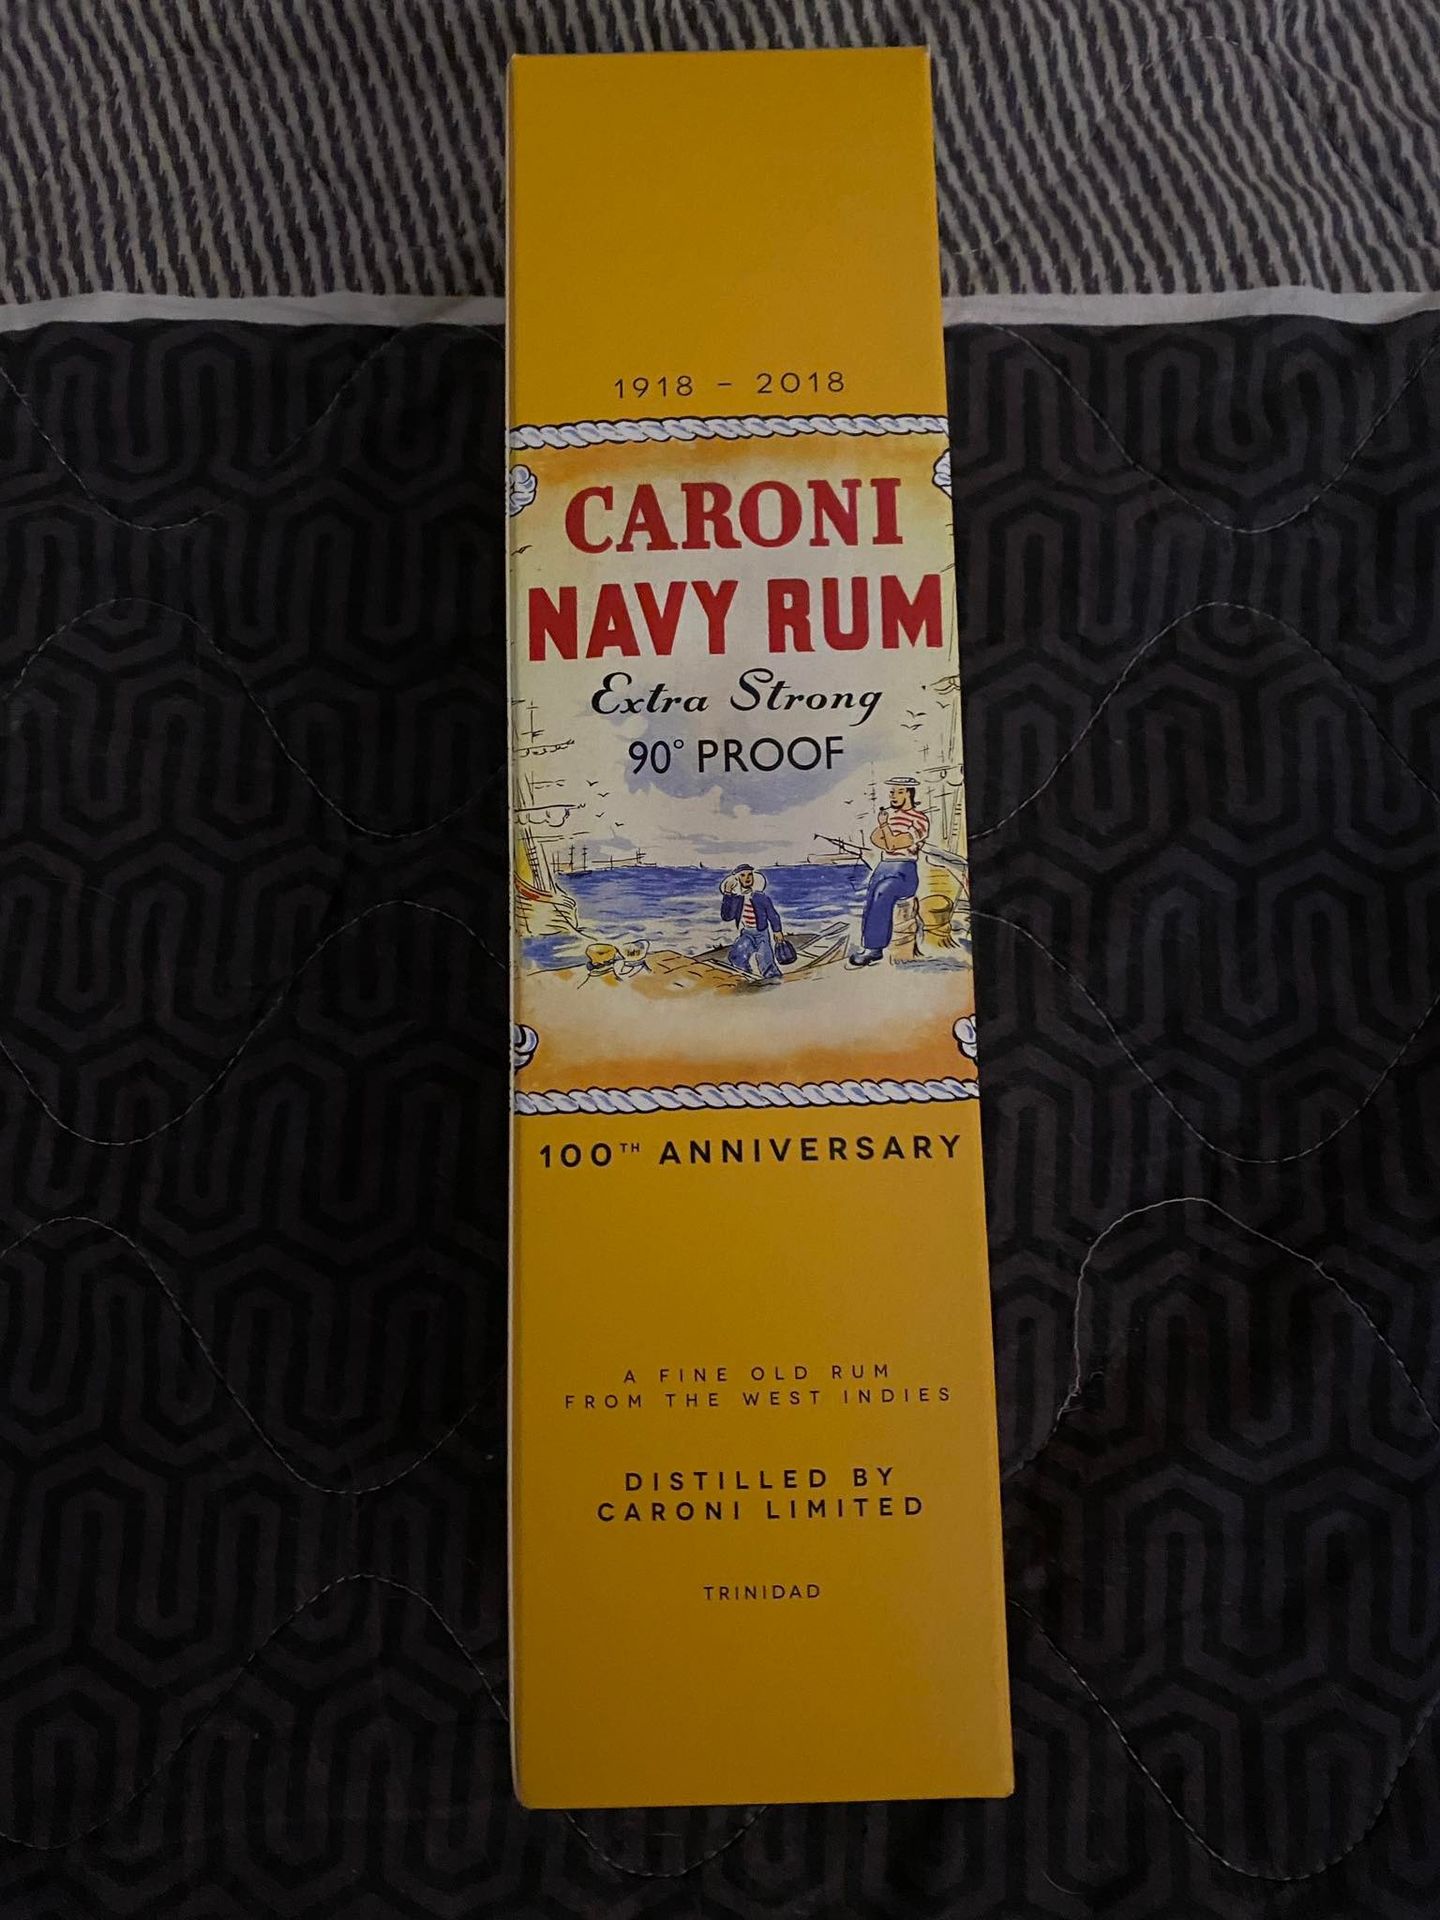 1918 - 2018
CARONI
NAVY RUM
Extra Strong
90° PROOF
100TH ANNIVERSARY
A FINE OLD RUM
FROM THE WEST INDIES
DISTILLED BY
CARONI LIMITED
TRINIDAD